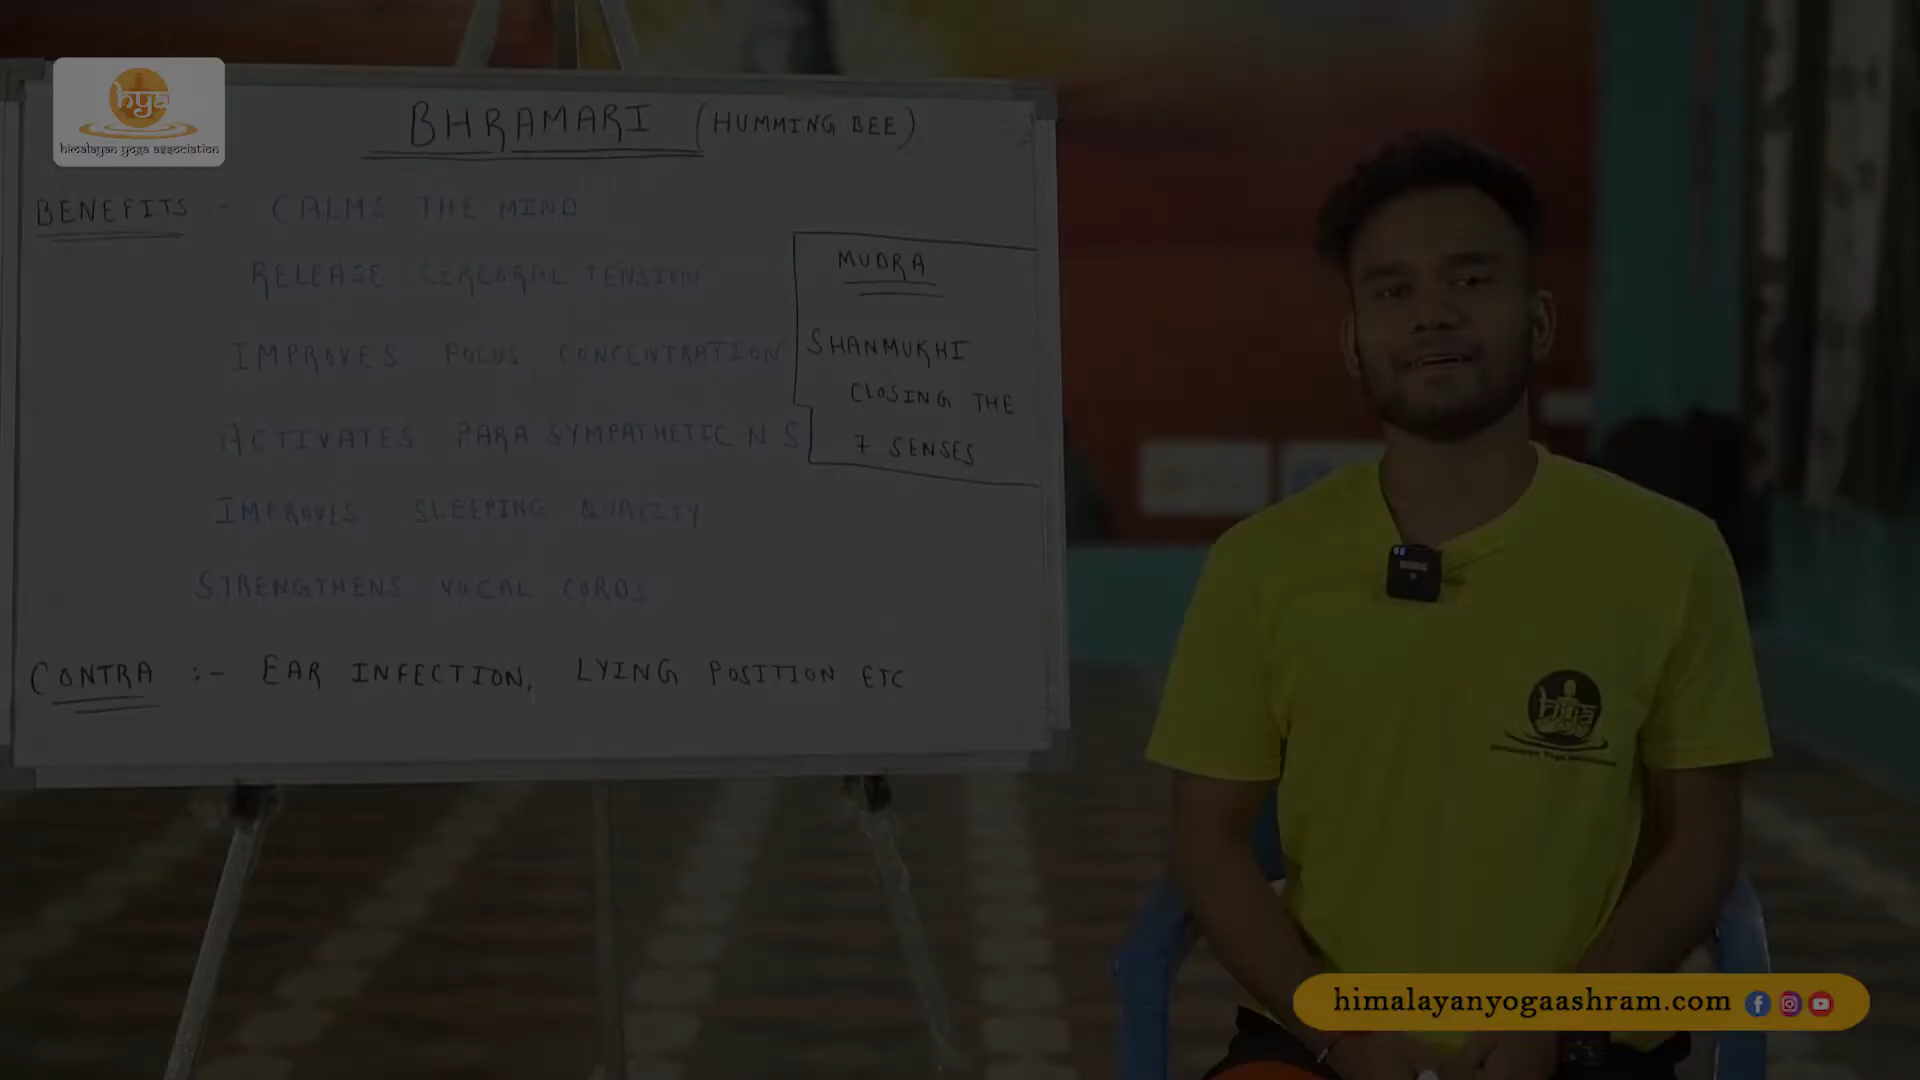 hya
himalayan yoga association
BHRAMARI (HUMMING BEE)
BENEFITS :- CALMS THE MIND
RELEASE CEREBRAL TENSION
IMPROVES FOCUS, CONCENTRATION
ACTIVATES PARA SYMPATHETIC N S
IMPROVES SLEEPING QUALITY
STRENGTHENS VOCAL CORDS
MUDRA
SHANMUKHI
CLOSING THE
7 SENSES
CONTRA :- EAR INFECTION, LYING POSITION ETC
hya
himalayanyogaashram.com